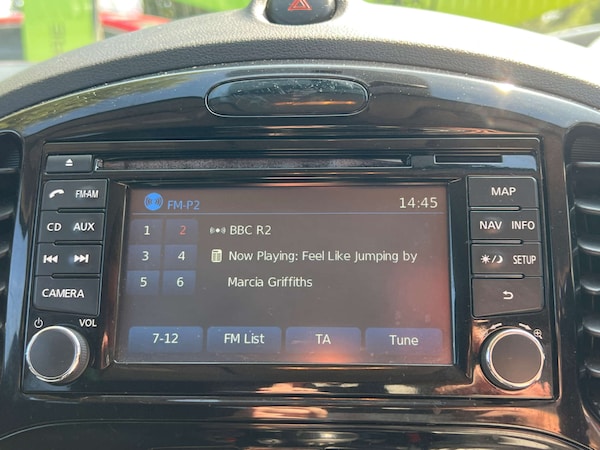 FM-P2 14:45
1 2 BBC R2
3 4 Now Playing: Feel Like Jumping by
5 6 Marcia Griffiths
7-12 FM List TA Tune
FM·AM
CD AUX
CAMERA
VOL
MAP
NAV INFO
SETUP